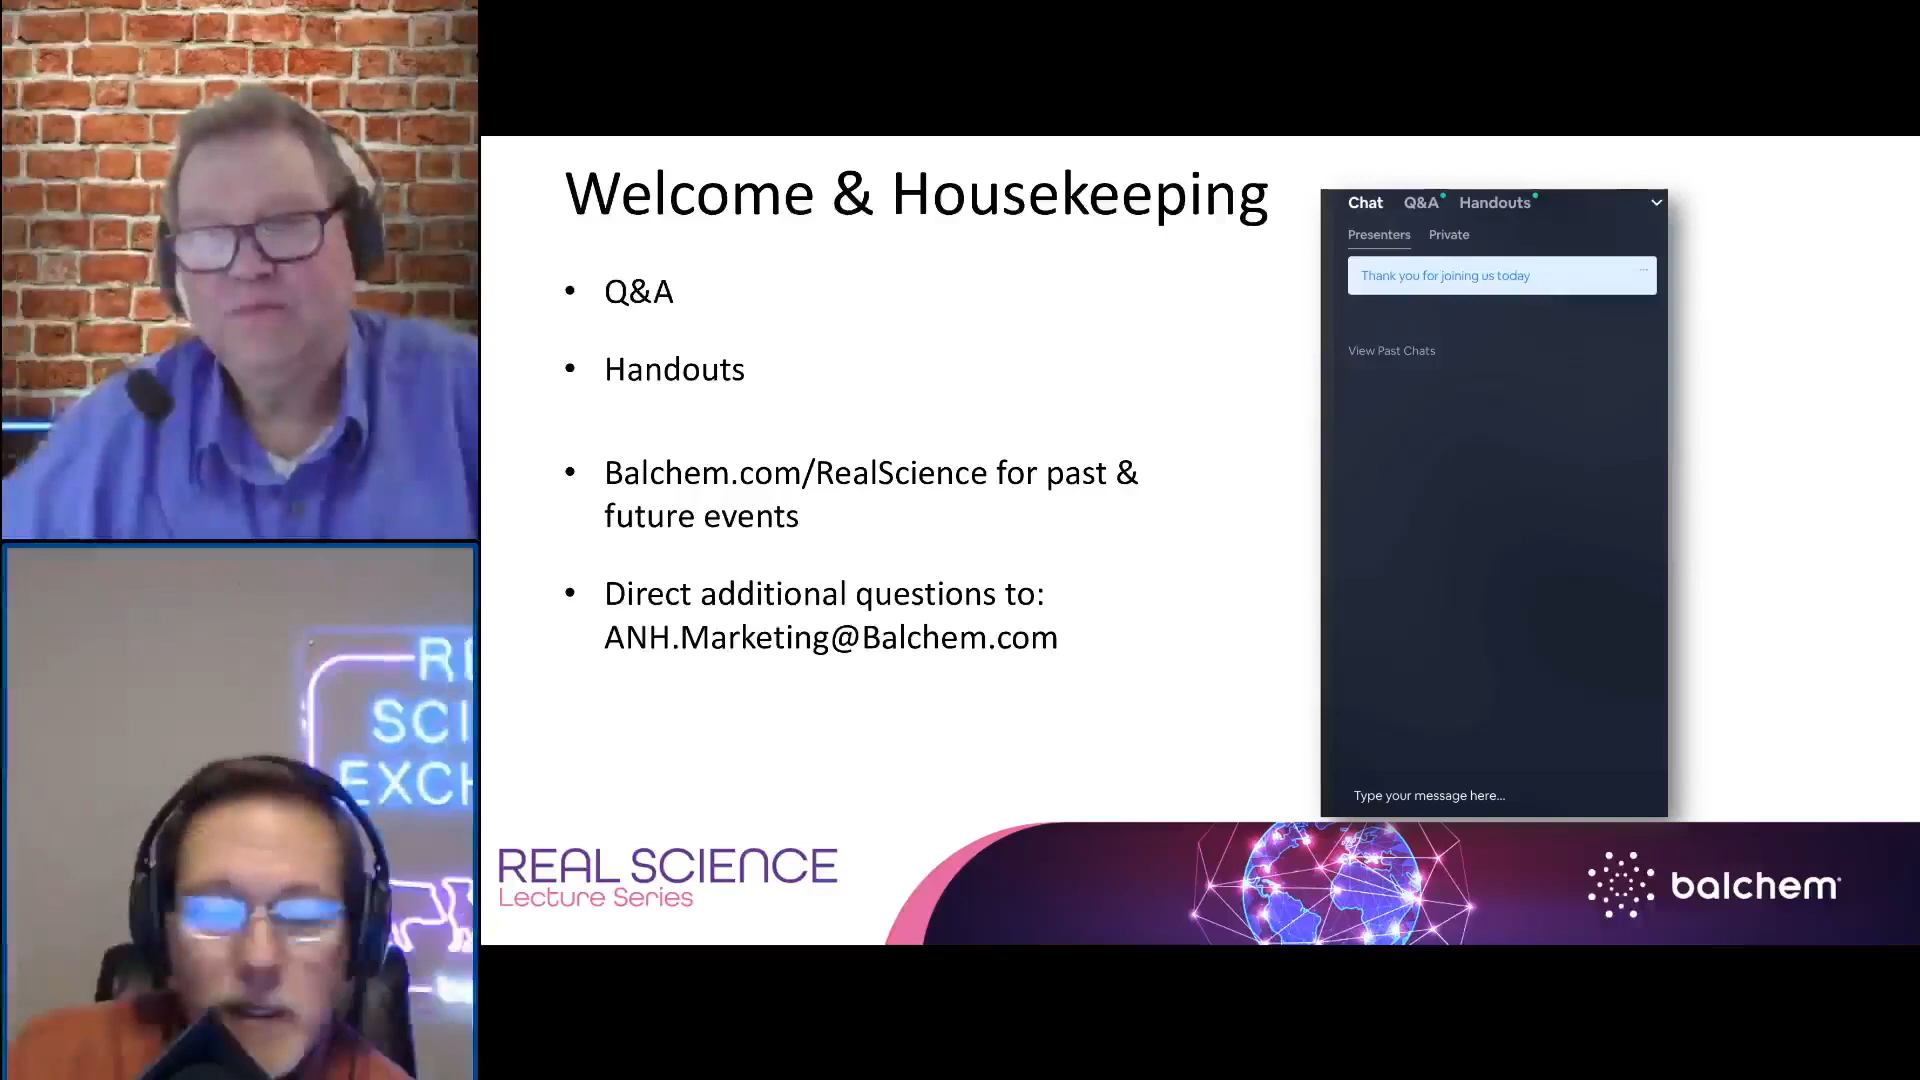 Welcome & Housekeeping
• Q&A
• Handouts
• Balchem.com/RealScience for past &
future events
• Direct additional questions to:
ANH.Marketing@Balchem.com
Chat Q&A Handouts
Presenters Private
Thank you for joining us today
View Past Chats
Type your message here...
REAL SCIENCE
Lecture Series
balchem